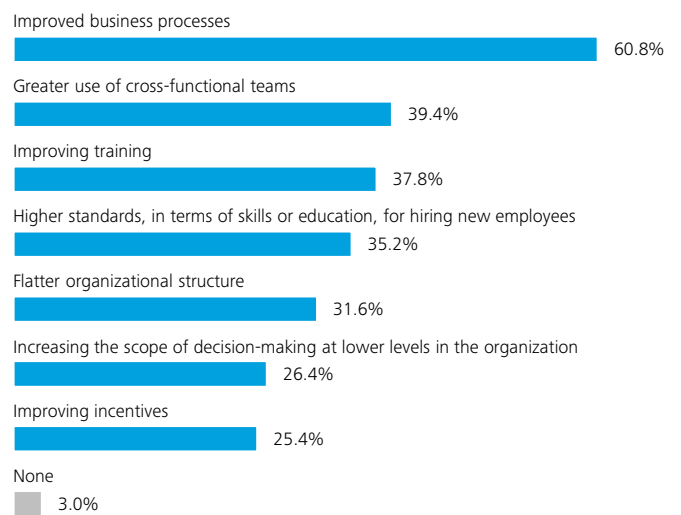 Improved business processes
60.8%
Greater use of cross-functional teams
39.4%
Improving training
37.8%
Higher standards, in terms of skills or education, for hiring new employees
35.2%
Flatter organizational structure
31.6%
Increasing the scope of decision-making at lower levels in the organization
26.4%
Improving incentives
25.4%
None
3.0%